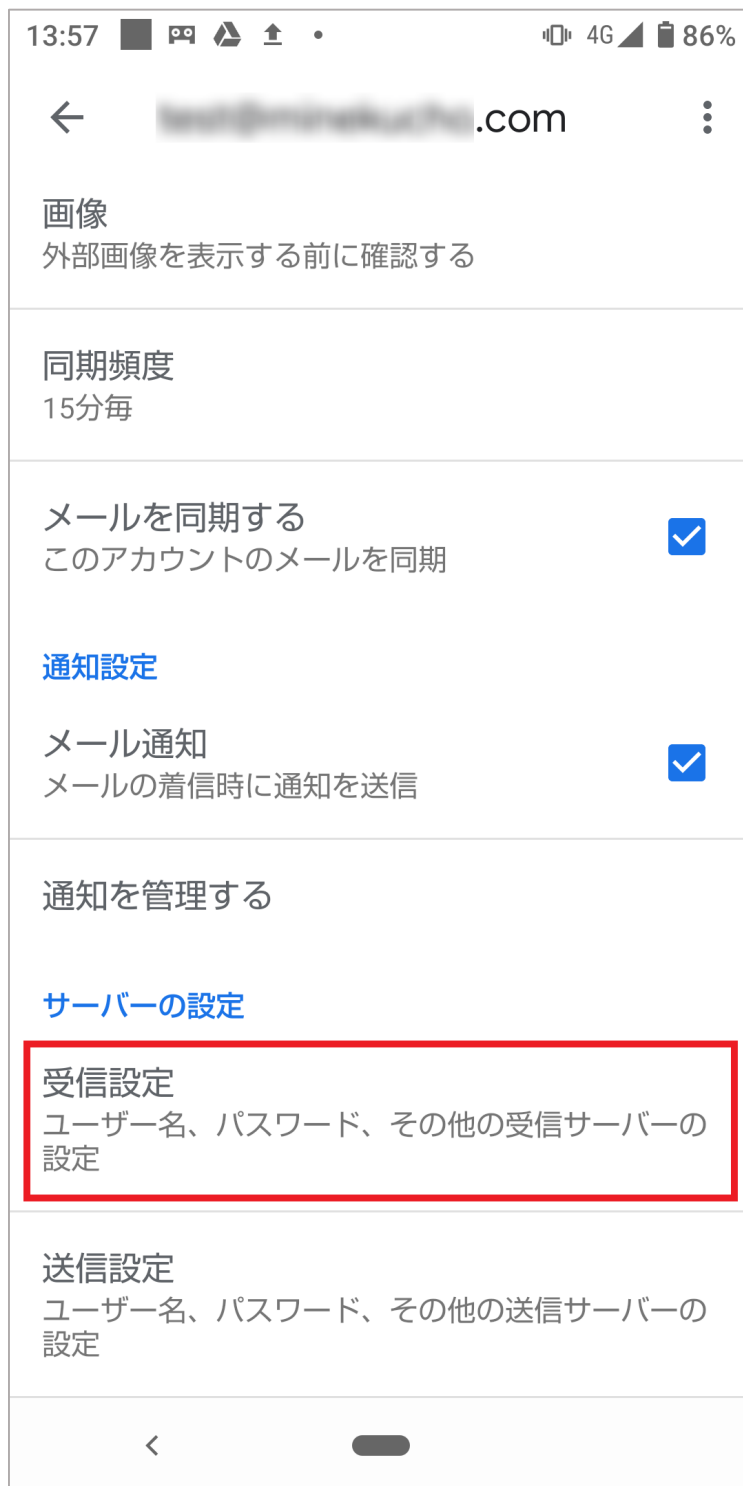 13:57 4G 86%
.com
画像
外部画像を表示する前に確認する
同期頻度
15分毎
メールを同期する
このアカウントのメールを同期
通知設定
メール通知
メールの着信時に通知を送信
通知を管理する
サーバーの設定
受信設定
ユーザー名、パスワード、その他の受信サーバーの
設定
送信設定
ユーザー名、パスワード、その他の送信サーバーの
設定